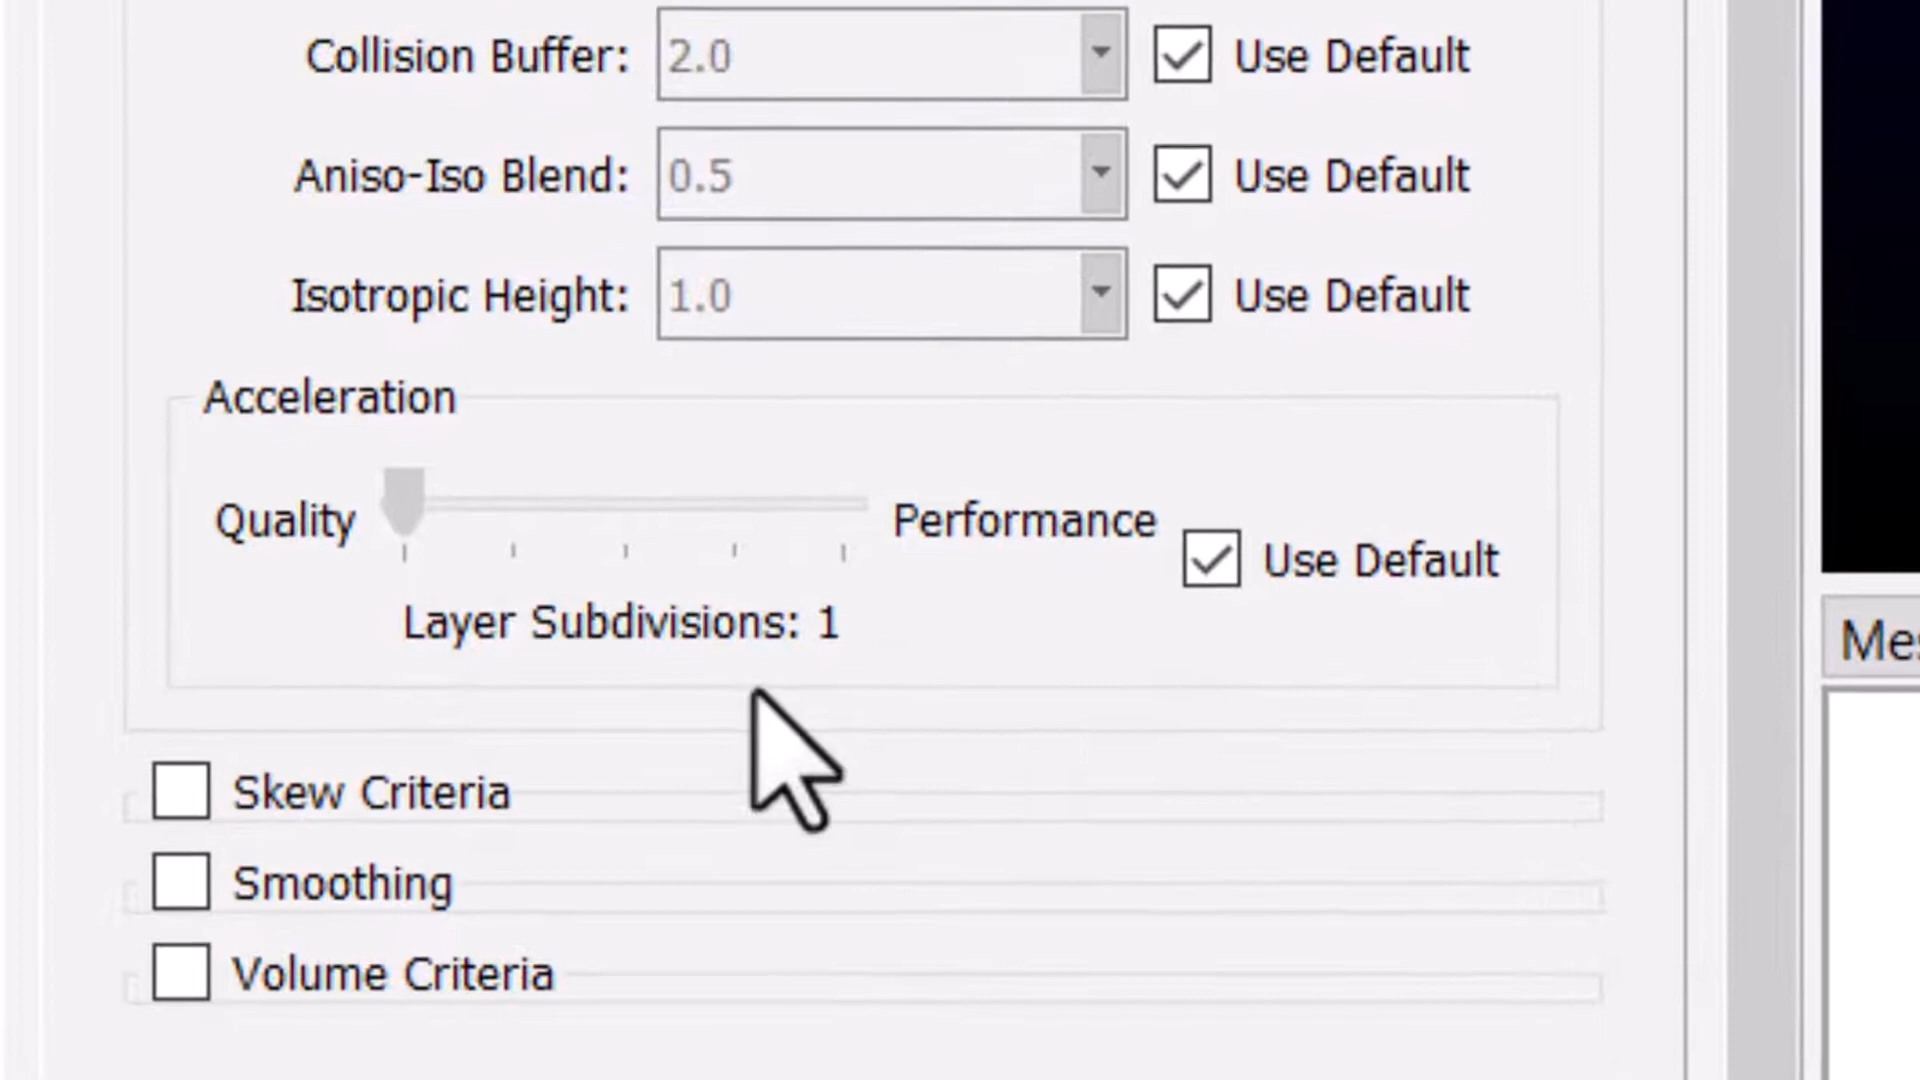 Collision Buffer: 2.0 Use Default
Aniso-Iso Blend: 0.5 Use Default
Isotropic Height: 1.0 Use Default
Acceleration
Quality Performance
Use Default
Layer Subdivisions: 1
Mes
Skew Criteria
Smoothing
Volume Criteria